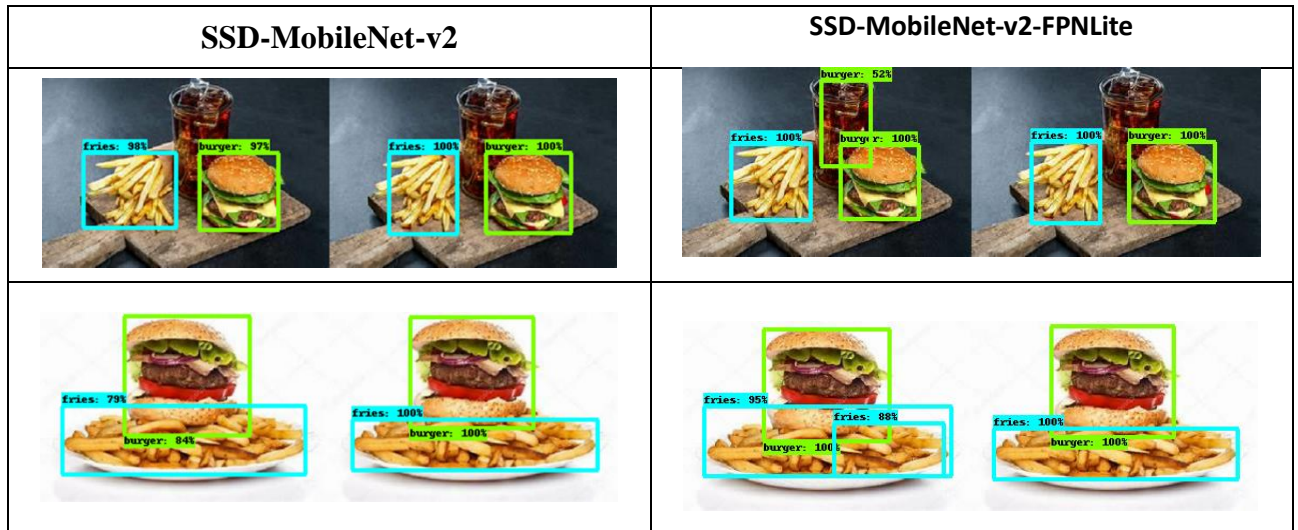 SSD-MobileNet-v2
SSD-MobileNet-v2-FPNLite
fries: 98%
burger: 97%
fries: 100%
burger: 100%
burger: 52%
fries: 100%
burger: 100%
fries: 100%
burger: 100%
fries: 79%
burger: 84%
fries: 100%
burger: 100%
fries: 95%
fries: 88%
burger: 100%
fries: 100%
burger: 100%